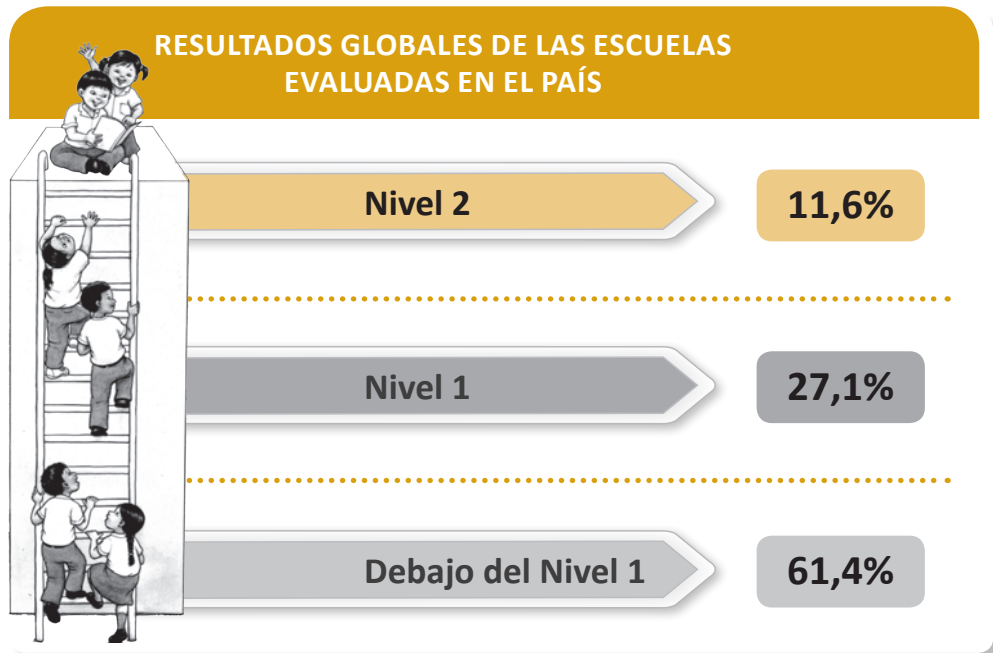 RESULTADOS GLOBALES DE LAS ESCUELAS
EVALUADAS EN EL PAÍS
Nivel 2
11,6%
Nivel 1
27,1%
Debajo del Nivel 1
61,4%